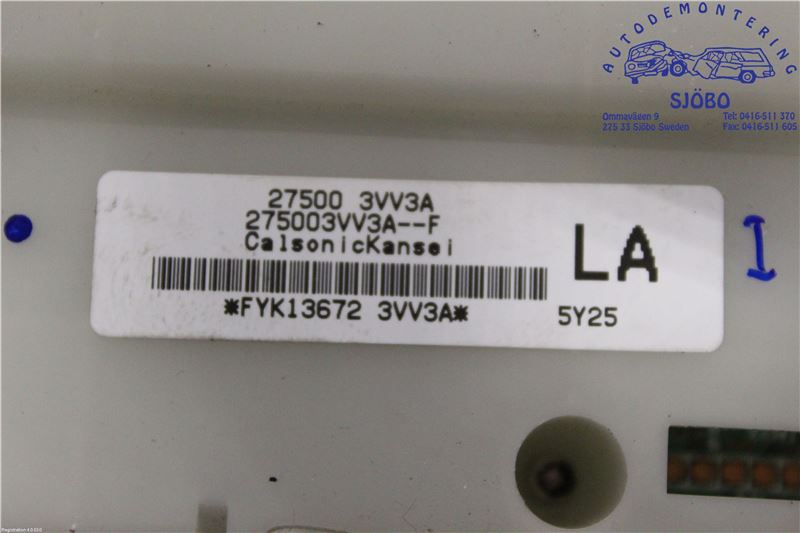 AUTODEMONTERING
SJÖBO
Ommavägen 9 Tel: 0416-511 370
275 33 Sjöbo Sweden Fax: 0416-511 605
27500 3VV3A
275003VV3A--F
CalsonicKansei
LA
*FYK13672 3VV3A*
5Y25
I